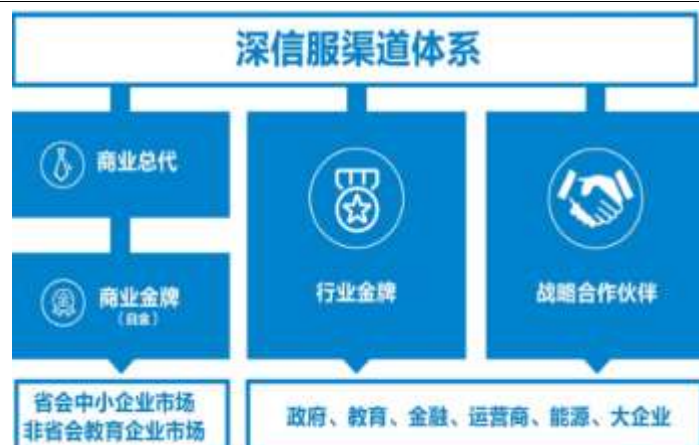 深信服渠道体系
商业总代
商业金牌
（白金）
行业金牌
战略合作伙伴
省会中小企业市场
非省会教育企业市场
政府、教育、金融、运营商、能源、大企业